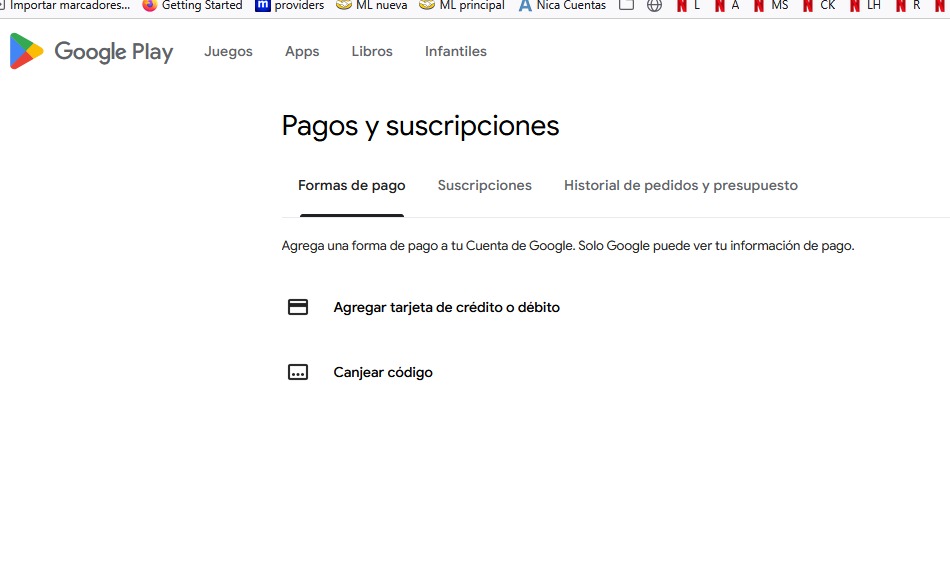 Importar marcadores... Getting Started m providers ML nueva ML principal A Nica Cuentas N L N A N MS N CK N LH N R N
Google Play Juegos Apps Libros Infantiles
Pagos y suscripciones
Formas de pago Suscripciones Historial de pedidos y presupuesto
Agrega una forma de pago a tu Cuenta de Google. Solo Google puede ver tu información de pago.
Agregar tarjeta de crédito o débito
Canjear código